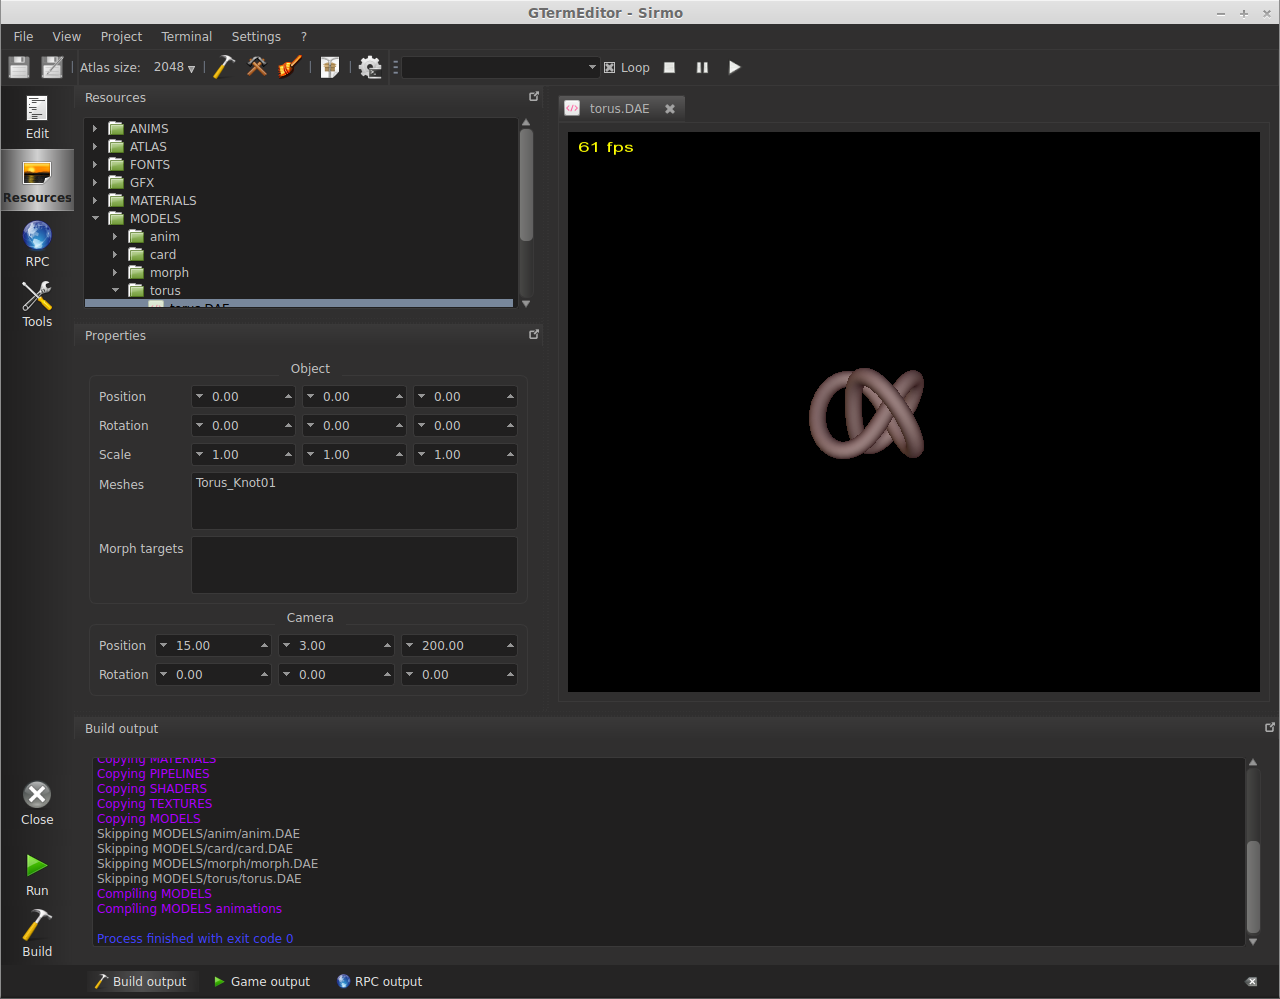 GTermEditor - Sirmo
File View Project Terminal Settings ?
Atlas size: 2048 Loop
Resources
torus.DAE
Edit
Resources
RPC
Tools
ANIMS
ATLAS
FONTS
GFX
MATERIALS
MODELS
anim
card
morph
torus
torus.DAE
61 fps
Properties
Object
Position 0.00 0.00 0.00
Rotation 0.00 0.00 0.00
Scale 1.00 1.00 1.00
Meshes Torus_Knot01
Morph targets
Camera
Position 15.00 3.00 200.00
Rotation 0.00 0.00 0.00
Build output
Copying MATERIALS
Copying PIPELINES
Copying SHADERS
Copying TEXTURES
Copying MODELS
Skipping MODELS/anim/anim.DAE
Skipping MODELS/card/card.DAE
Skipping MODELS/morph/morph.DAE
Skipping MODELS/torus/torus.DAE
Compiling MODELS
Compiling MODELS animations
Process finished with exit code 0
Close
Run
Build
Build output Game output RPC output